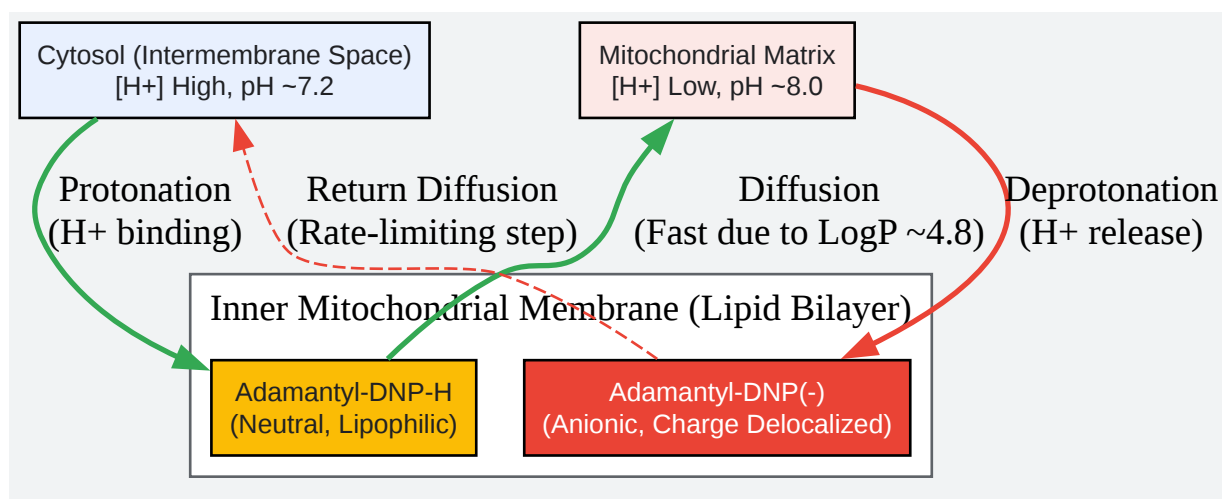 Cytosol (Intermembrane Space)
[H+] High, pH ~7.2
Mitochondrial Matrix
[H+] Low, pH ~8.0
Protonation
(H+ binding)
Return Diffusion
(Rate-limiting step)
Diffusion
(Fast due to LogP ~4.8)
Deprotonation
(H+ release)
Inner Mitochondrial Membrane (Lipid Bilayer)
Adamantyl-DNP-H
(Neutral, Lipophilic)
Adamantyl-DNP(-)
(Anionic, Charge Delocalized)